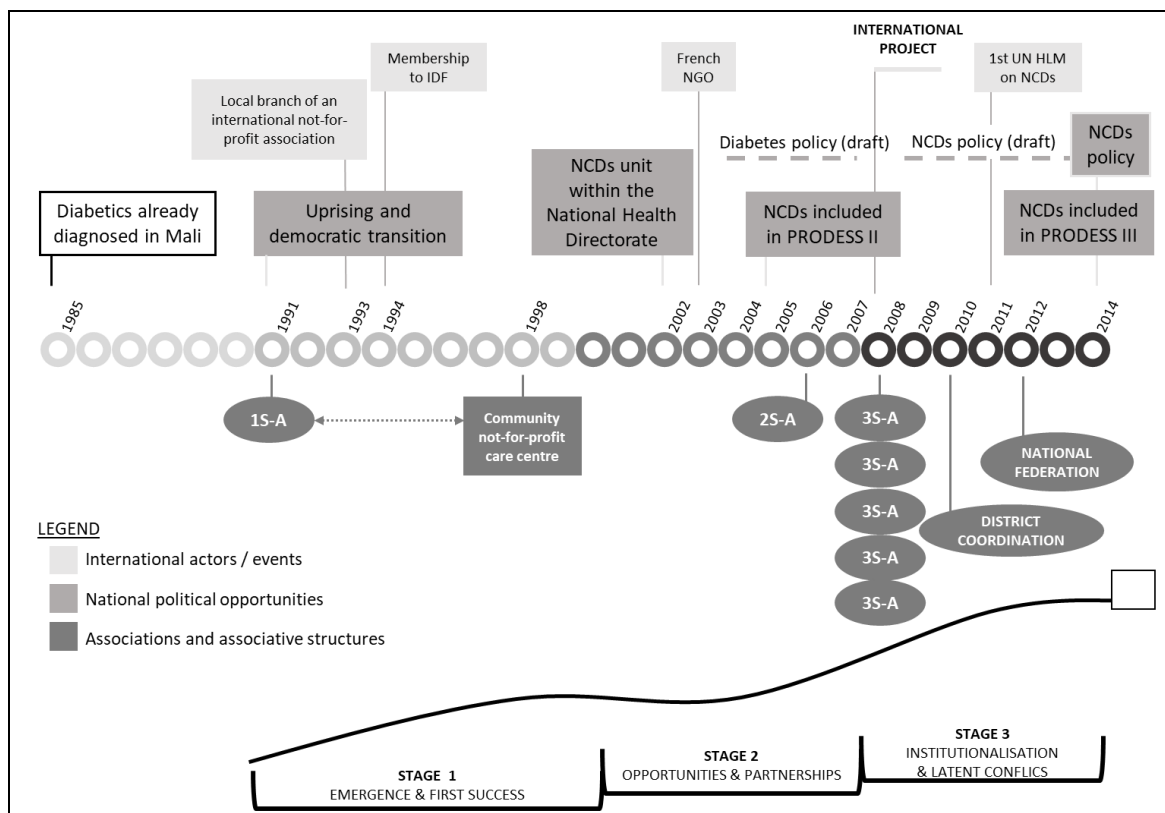 INTERNATIONAL
PROJECT
Membership
to IDF
French
NGO
1st UN HLM
on NCDs
Local branch of an
international not-for-
profit association
Diabetes policy (draft)
NCDs policy (draft)
NCDs
policy
Diabetics already
diagnosed in Mali
Uprising and
democratic transition
NCDs unit
within the
National Health
Directorate
NCDs included
in PRODESS II
NCDs included
in PRODESS III
1985
1991
1993
1994
1998
2002
2003
2004
2005
2006
2007
2008
2009
2010
2011
2012
2014
1S-A
Community
not-for-profit
care centre
2S-A
3S-A
3S-A
3S-A
3S-A
3S-A
NATIONAL
FEDERATION
DISTRICT
COORDINATION
LEGEND
International actors / events
National political opportunities
Associations and associative structures
STAGE 1
EMERGENCE & FIRST SUCCESS
STAGE 2
OPPORTUNITIES & PARTNERSHIPS
STAGE 3
INSTITUTIONALISATION
& LATENT CONFLICS